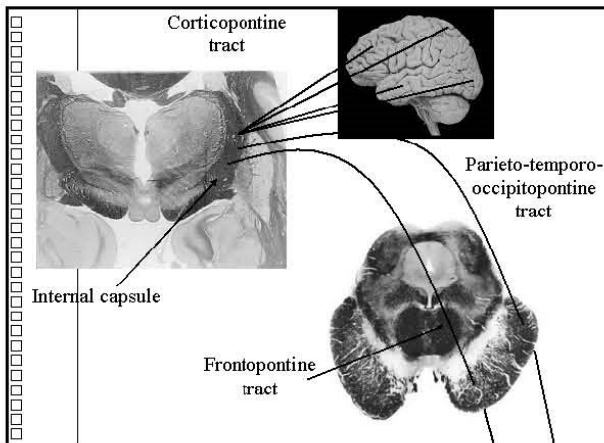 Corticopontine
tract
Parieto-temporo-
occipitopontine
tract
Internal capsule
Frontopontine
tract